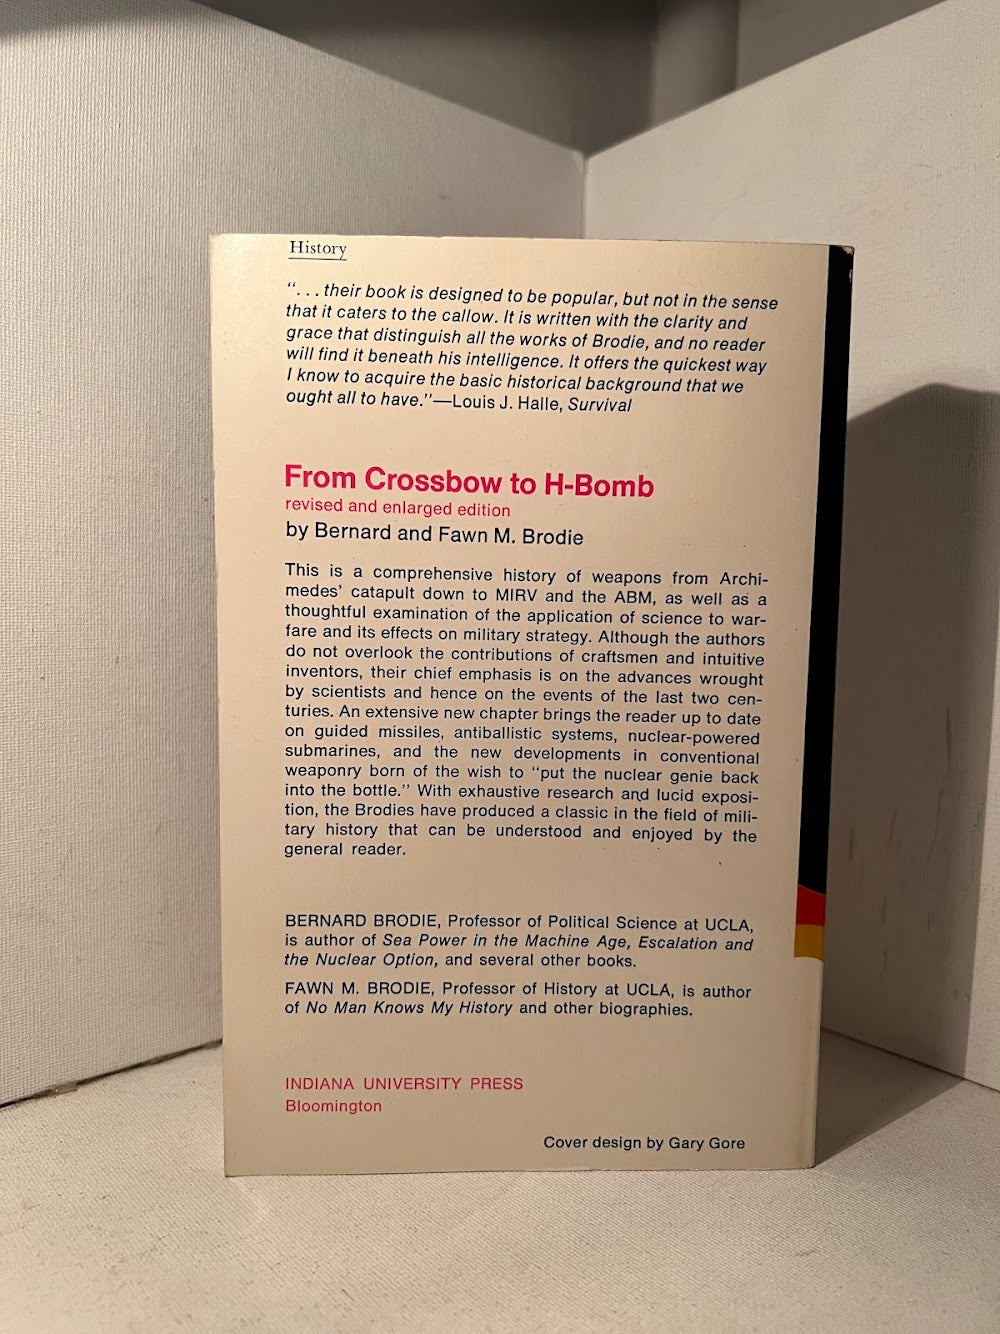 History
“. . . their book is designed to be popular, but not in the sense
that it caters to the callow. It is written with the clarity and
grace that distinguish all the works of Brodie, and no reader
will find it beneath his intelligence. It offers the quickest way
I know to acquire the basic historical background that we
ought all to have.”—Louis J. Halle, Survival
From Crossbow to H-Bomb
revised and enlarged edition
by Bernard and Fawn M. Brodie
This is a comprehensive history of weapons from Archi-
medes’ catapult down to MIRV and the ABM, as well as a
thoughtful examination of the application of science to war-
fare and its effects on military strategy. Although the authors
do not overlook the contributions of craftsmen and intuitive
inventors, their chief emphasis is on the advances wrought
by scientists and hence on the events of the last two cen-
turies. An extensive new chapter brings the reader up to date
on guided missiles, antiballistic systems, nuclear-powered
submarines, and the new developments in conventional
weaponry born of the wish to “put the nuclear genie back
into the bottle.” With exhaustive research and lucid exposi-
tion, the Brodies have produced a classic in the field of mili-
tary history that can be understood and enjoyed by the
general reader.
BERNARD BRODIE, Professor of Political Science at UCLA,
is author of Sea Power in the Machine Age, Escalation and
the Nuclear Option, and several other books.
FAWN M. BRODIE, Professor of History at UCLA, is author
of No Man Knows My History and other biographies.
INDIANA UNIVERSITY PRESS
Bloomington
Cover design by Gary Gore